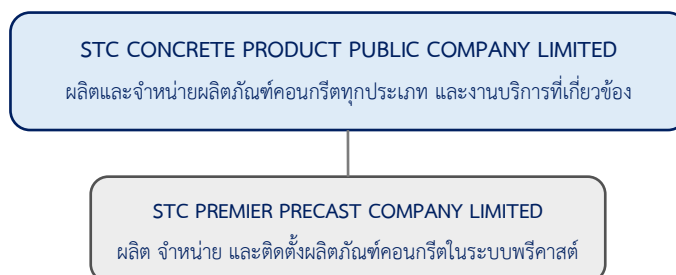 STC CONCRETE PRODUCT PUBLIC COMPANY LIMITED
ผลิตและจำหน่ายผลิตภัณฑ์คอนกรีตทุกประเภท และงานบริการที่เกี่ยวข้อง
STC PREMIER PRECAST COMPANY LIMITED
ผลิต จำหน่าย และติดตั้งผลิตภัณฑ์คอนกรีตในระบบพรีคาสต์